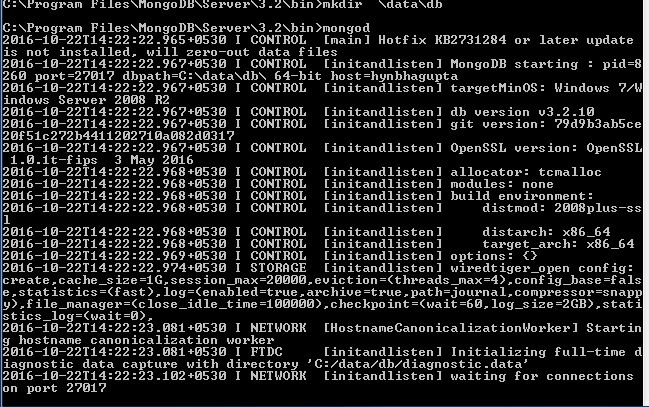 C:\Program Files\MongoDB\Server\3.2\bin>mkdir \data\db
C:\Program Files\MongoDB\Server\3.2\bin>mongod
2016-10-22T14:22:22.965+0530 I CONTROL  [main] Hotfix KB2731284 or later update
is not installed, will zero-out data files
2016-10-22T14:22:22.967+0530 I CONTROL  [initandlisten] MongoDB starting : pid=8
260 port=27017 dbpath=C:\data\db\ 64-bit host=hynbhagupta
2016-10-22T14:22:22.967+0530 I CONTROL  [initandlisten] targetMinOS: Windows 7/W
indows Server 2008 R2
2016-10-22T14:22:22.967+0530 I CONTROL  [initandlisten] db version v3.2.10
2016-10-22T14:22:22.967+0530 I CONTROL  [initandlisten] git version: 79d9b3ab5ce
20f51c272b4411202710a082d0317
2016-10-22T14:22:22.967+0530 I CONTROL  [initandlisten] OpenSSL version: OpenSSL
1.0.1t-fips  3 May 2016
2016-10-22T14:22:22.968+0530 I CONTROL  [initandlisten] allocator: tcmalloc
2016-10-22T14:22:22.968+0530 I CONTROL  [initandlisten] modules: none
2016-10-22T14:22:22.968+0530 I CONTROL  [initandlisten] build environment:
2016-10-22T14:22:22.968+0530 I CONTROL  [initandlisten]     distmod: 2008plus-ss
l
2016-10-22T14:22:22.968+0530 I CONTROL  [initandlisten]     distarch: x86_64
2016-10-22T14:22:22.968+0530 I CONTROL  [initandlisten]     target_arch: x86_64
2016-10-22T14:22:22.969+0530 I CONTROL  [initandlisten] options: {}
2016-10-22T14:22:22.974+0530 I STORAGE  [initandlisten] wiredtiger_open config:
create,cache_size=1G,session_max=20000,eviction=(threads_max=4),config_base=fals
e,statistics=(fast),log=(enabled=true,archive=true,path=journal,compressor=snapp
y),file_manager=(close_idle_time=100000),checkpoint=(wait=60,log_size=2GB),stati
stics_log=(wait=0),
2016-10-22T14:22:23.081+0530 I NETWORK  [HostnameCanonicalizationWorker] Startin
g hostname canonicalization worker
2016-10-22T14:22:23.081+0530 I FTDC     [initandlisten] Initializing full-time d
iagnostic data capture with directory 'C:/data/db/diagnostic.data'
2016-10-22T14:22:23.102+0530 I NETWORK  [initandlisten] waiting for connections
on port 27017